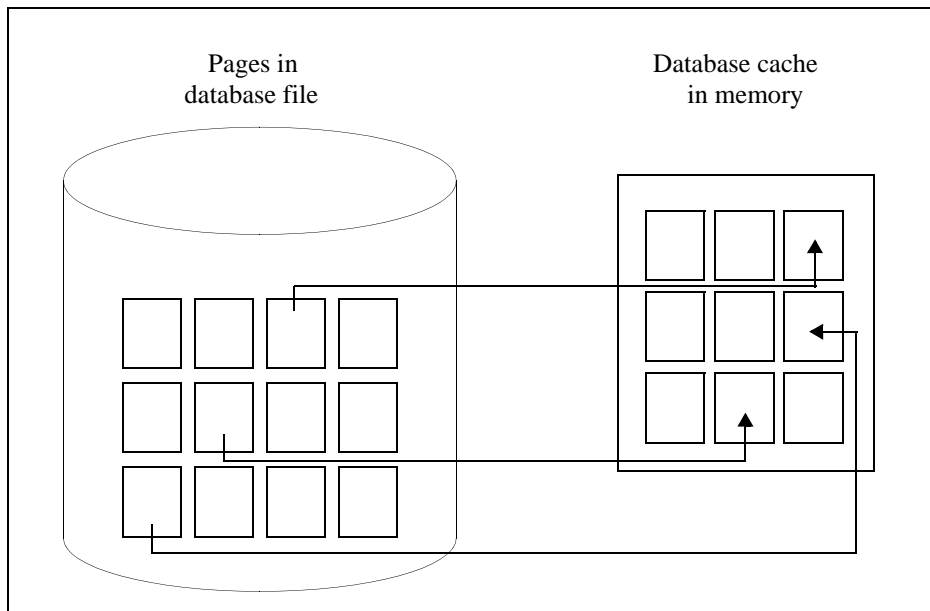 Pages in
database file
Database cache
in memory